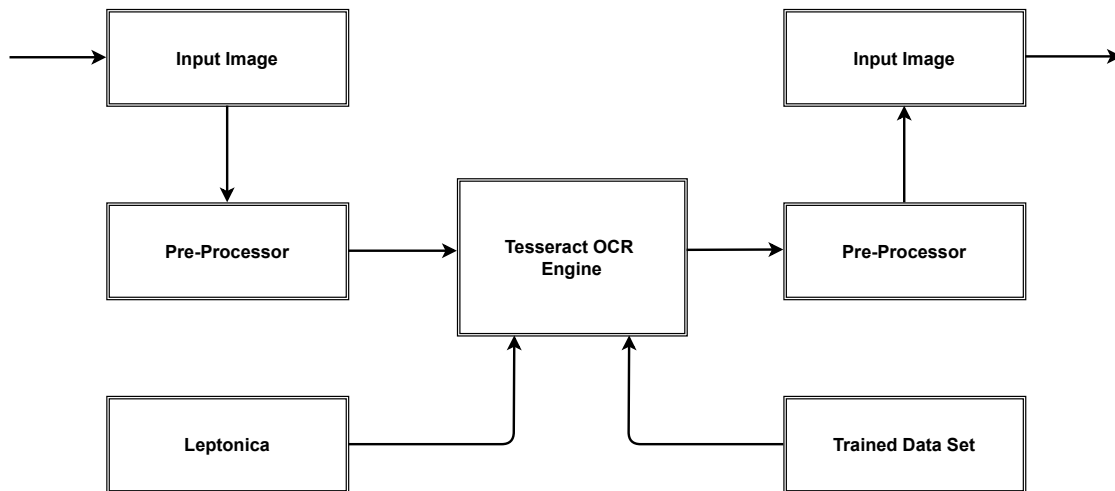 Input Image
Input Image
Pre-Processor
Tesseract OCR
Engine
Pre-Processor
Leptonica
Trained Data Set